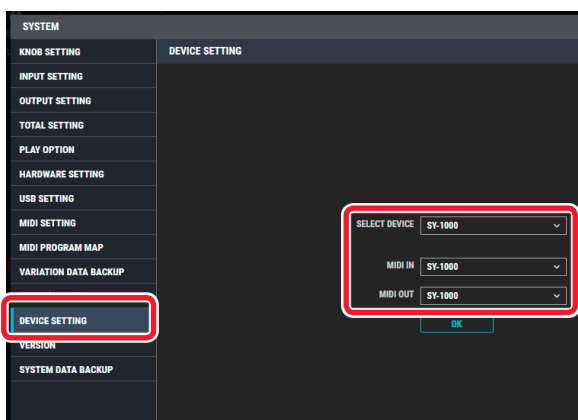 SYSTEM
KNOB SETTING
DEVICE SETTING
INPUT SETTING
OUTPUT SETTING
TOTAL SETTING
PLAY OPTION
HARDWARE SETTING
USB SETTING
MIDI SETTING
SELECT DEVICE SY-1000
MIDI PROGRAM MAP
MIDI IN SY-1000
VARIATION DATA BACKUP
MIDI OUT SY-1000
DEVICE SETTING
OK
VERSION
SYSTEM DATA BACKUP